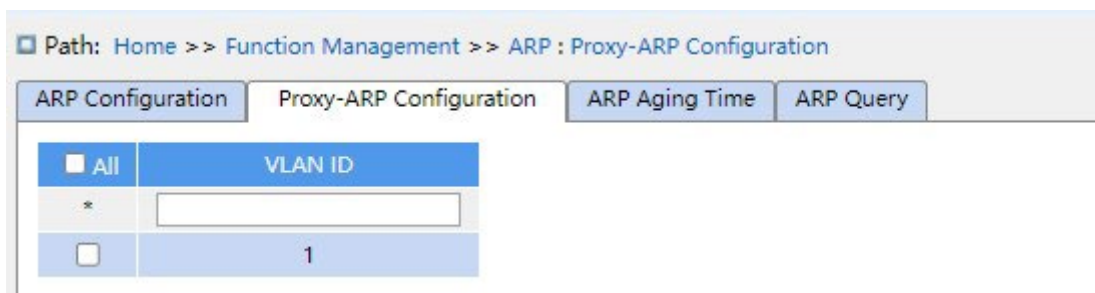 Path: Home >> Function Management >> ARP : Proxy-ARP Configuration
ARP Configuration Proxy-ARP Configuration ARP Aging Time ARP Query
All VLAN ID
*
1